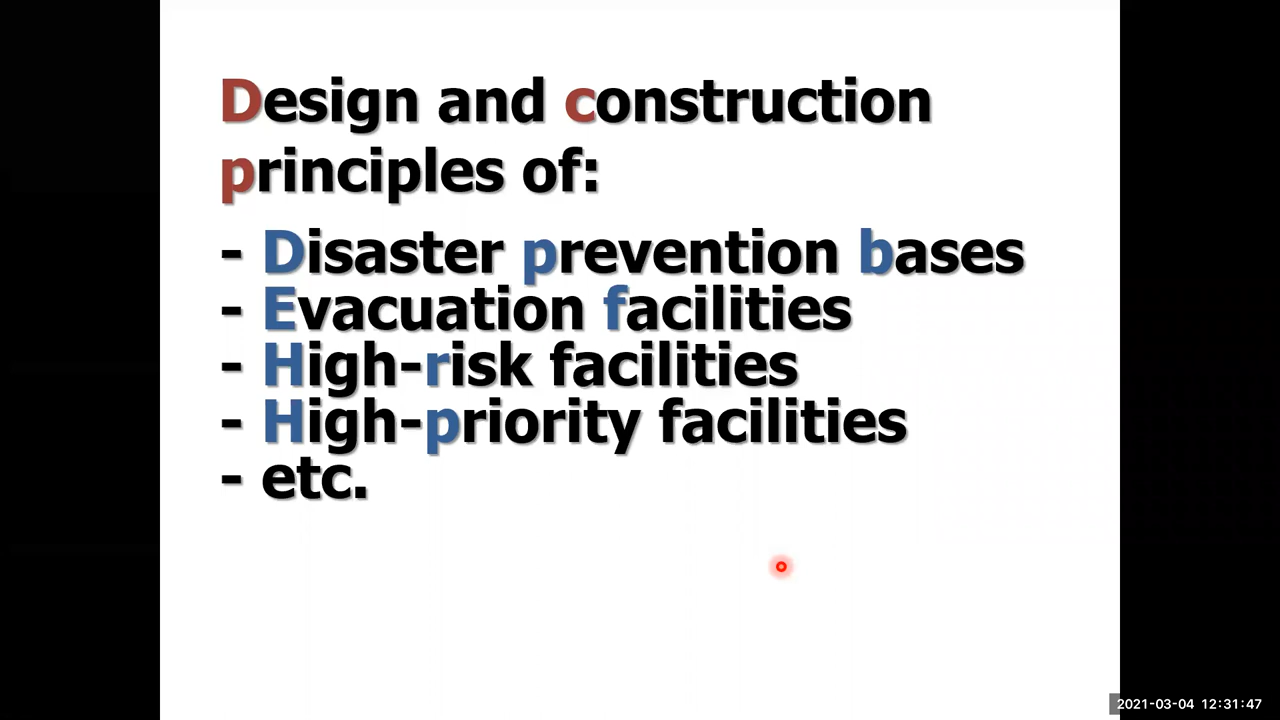 Design and construction
principles of:
- Disaster prevention bases
- Evacuation facilities
- High-risk facilities
- High-priority facilities
- etc.
2021-03-04 12:31:47